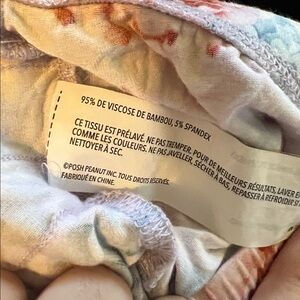 95% DE VISCOSE DE BAMBOU, 5% SPANDEX
CE TISSU EST PRÉLAVÉ. NE PAS TREMPER. POUR DE MEILLEURS RÉSULTATS, LAVER
COMME LES COULEURS. NE PAS JAVELLER. SÉCHER À BAS, REPASSER À REFROIDIR
NETTOYER À SEC.
©POSH PEANUT INC. TOUS DROITS RÉSERVÉS.
FABRIQUÉ EN CHINE.